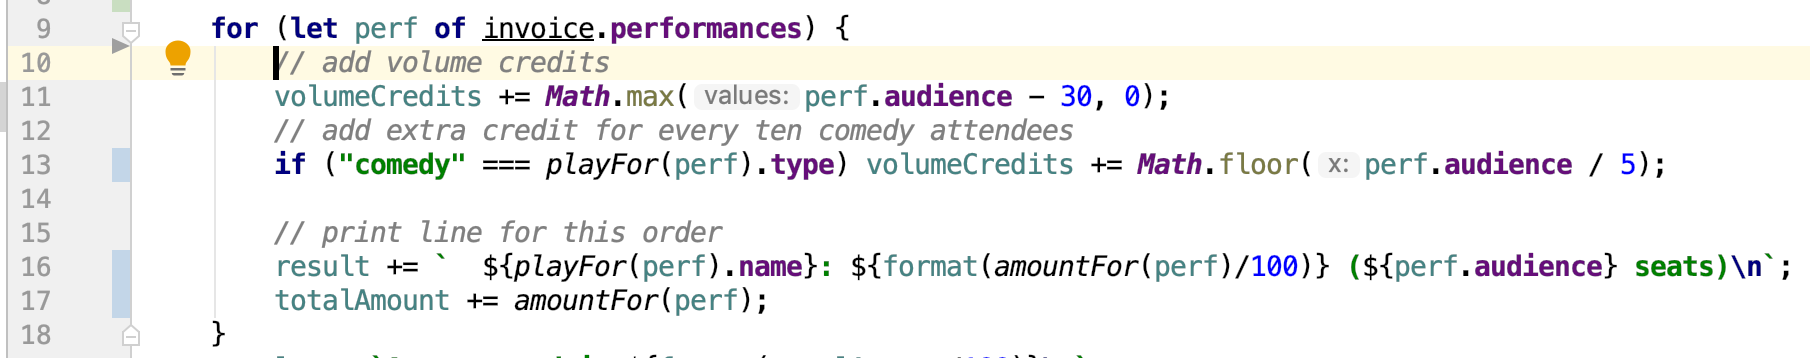 9 for (let perf of invoice.performances) {
10 // add volume credits
11 volumeCredits += Math.max( values: perf.audience - 30, 0);
12 // add extra credit for every ten comedy attendees
13 if ("comedy" === playFor(perf).type) volumeCredits += Math.floor( x: perf.audience / 5);
14
15 // print line for this order
16 result += `  ${playFor(perf).name}: ${format(amountFor(perf)/100)} (${perf.audience} seats)\n`;
17 totalAmount += amountFor(perf);
18 }